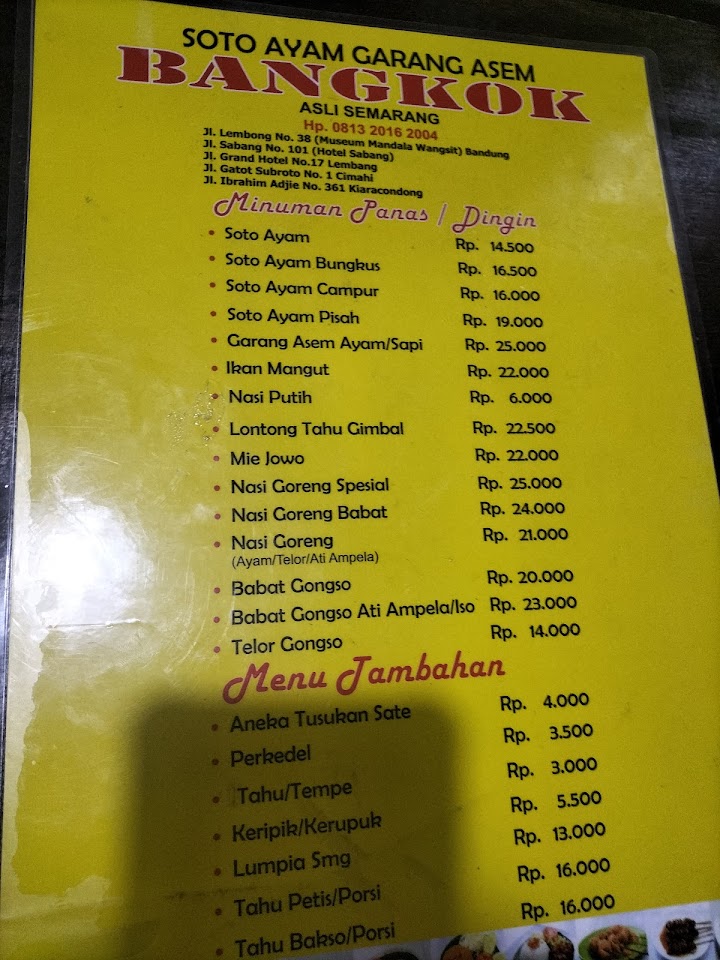 SOTO AYAM GARANG ASEM
BANGKOK
ASLI SEMARANG
Hp. 0813 2016 2004
Jl. Lembong No. 38 (Museum Mandala Wangsit) Bandung
Jl. Sabang No. 101 (Hotel Sabang)
Jl. Grand Hotel No.17 Lembang
Jl. Gatot Subroto No. 1 Cimahi
Jl. Ibrahim Adjie No. 361 Kiaracondong
Minuman Panas / Dingin
• Soto Ayam Rp. 14.500
• Soto Ayam Bungkus Rp. 16.500
• Soto Ayam Campur Rp. 16.000
• Soto Ayam Pisah Rp. 19.000
• Garang Asem Ayam/Sapi Rp. 25.000
• Ikan Mangut Rp. 22.000
• Nasi Putih Rp. 6.000
• Lontong Tahu Gimbal Rp. 22.500
• Mie Jowo Rp. 22.000
• Nasi Goreng Spesial Rp. 25.000
• Nasi Goreng Babat Rp. 24.000
• Nasi Goreng Rp. 21.000
(Ayam/Telor/Ati Ampela)
• Babat Gongso Rp. 20.000
• Babat Gongso Ati Ampela/Iso Rp. 23.000
• Telor Gongso Rp. 14.000
Menu Tambahan
• Aneka Tusukan Sate Rp. 4.000
• Perkedel Rp. 3.500
• Tahu/Tempe Rp. 3.000
• Keripik/Kerupuk Rp. 5.500
• Lumpia Smg Rp. 13.000
• Tahu Petis/Porsi Rp. 16.000
• Tahu Bakso/Porsi Rp. 16.000